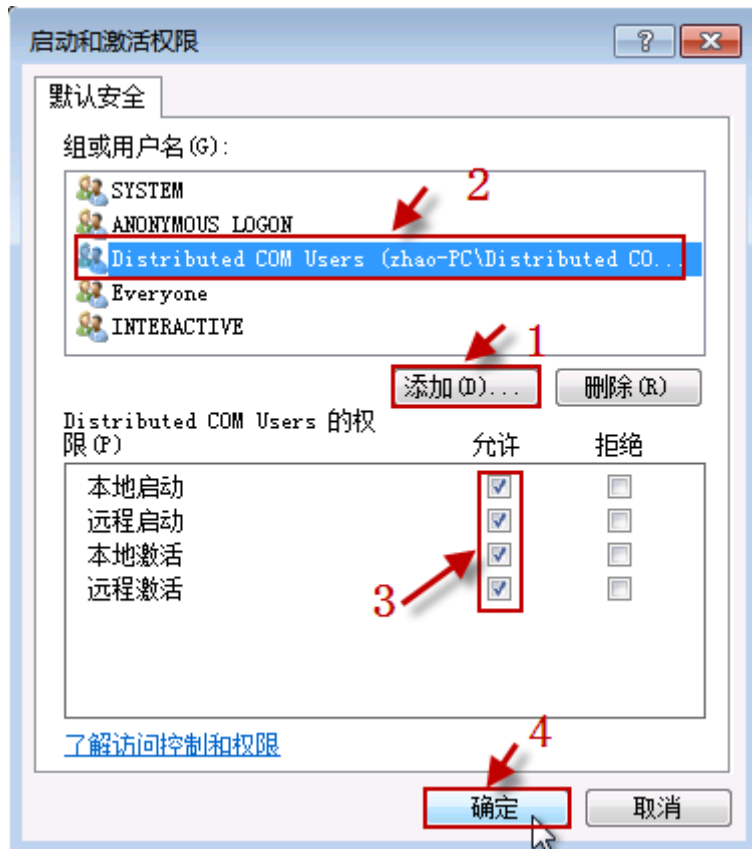 启动和激活权限
默认安全
组或用户名(G):
SYSTEM
2
ANONYMOUS LOGON
Distributed COM Users (zhao-PC\Distributed CO...
Everyone
INTERACTIVE
1
添加(D)... 删除(R)
Distributed COM Users 的权
限(P) 允许 拒绝
本地启动
远程启动
本地激活
远程激活
3
了解访问控制和权限
4
确定 取消